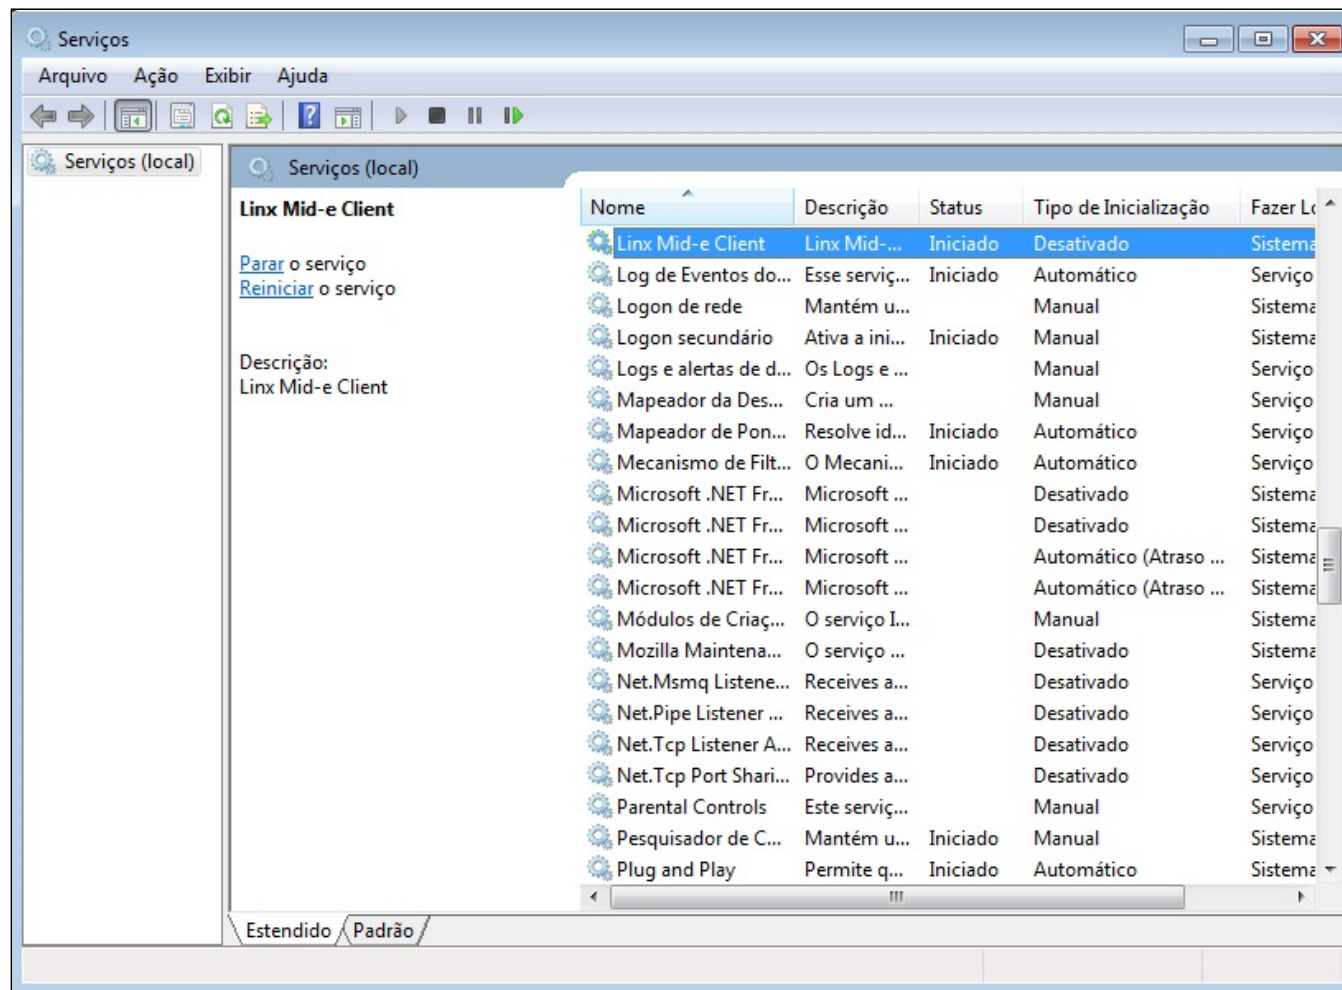 Serviços
Arquivo Ação Exibir Ajuda
Serviços (local)
Serviços (local)
Linx Mid-e Client
Parar o serviço
Reiniciar o serviço
Descrição:
Linx Mid-e Client
Nome Descrição Status Tipo de Inicialização Fazer Lo
Linx Mid-e Client Linx Mid-... Iniciado Desativado Sistema
Log de Eventos do... Esse serviç... Iniciado Automático Serviço
Logon de rede Mantém u... Manual Sistema
Logon secundário Ativa a ini... Iniciado Manual Sistema
Logs e alertas de d... Os Logs e ... Manual Serviço
Mapeador da Des... Cria um ... Manual Serviço
Mapeador de Pon... Resolve id... Iniciado Automático Serviço
Mecanismo de Filt... O Mecani... Iniciado Automático Serviço
Microsoft .NET Fr... Microsoft ... Desativado Sistema
Microsoft .NET Fr... Microsoft ... Desativado Sistema
Microsoft .NET Fr... Microsoft ... Automático (Atraso ... Sistema
Microsoft .NET Fr... Microsoft ... Automático (Atraso ... Sistema
Módulos de Criaç... O serviço I... Manual Sistema
Mozilla Maintena... O serviço ... Desativado Sistema
Net.Msmq Listene... Receives a... Desativado Serviço
Net.Pipe Listener ... Receives a... Desativado Serviço
Net.Tcp Listener A... Receives a... Desativado Serviço
Net.Tcp Port Shari... Provides a... Desativado Serviço
Parental Controls Este serviç... Manual Serviço
Pesquisador de C... Mantém u... Iniciado Manual Sistema
Plug and Play Permite q... Iniciado Automático Sistema
Estendido Padrão